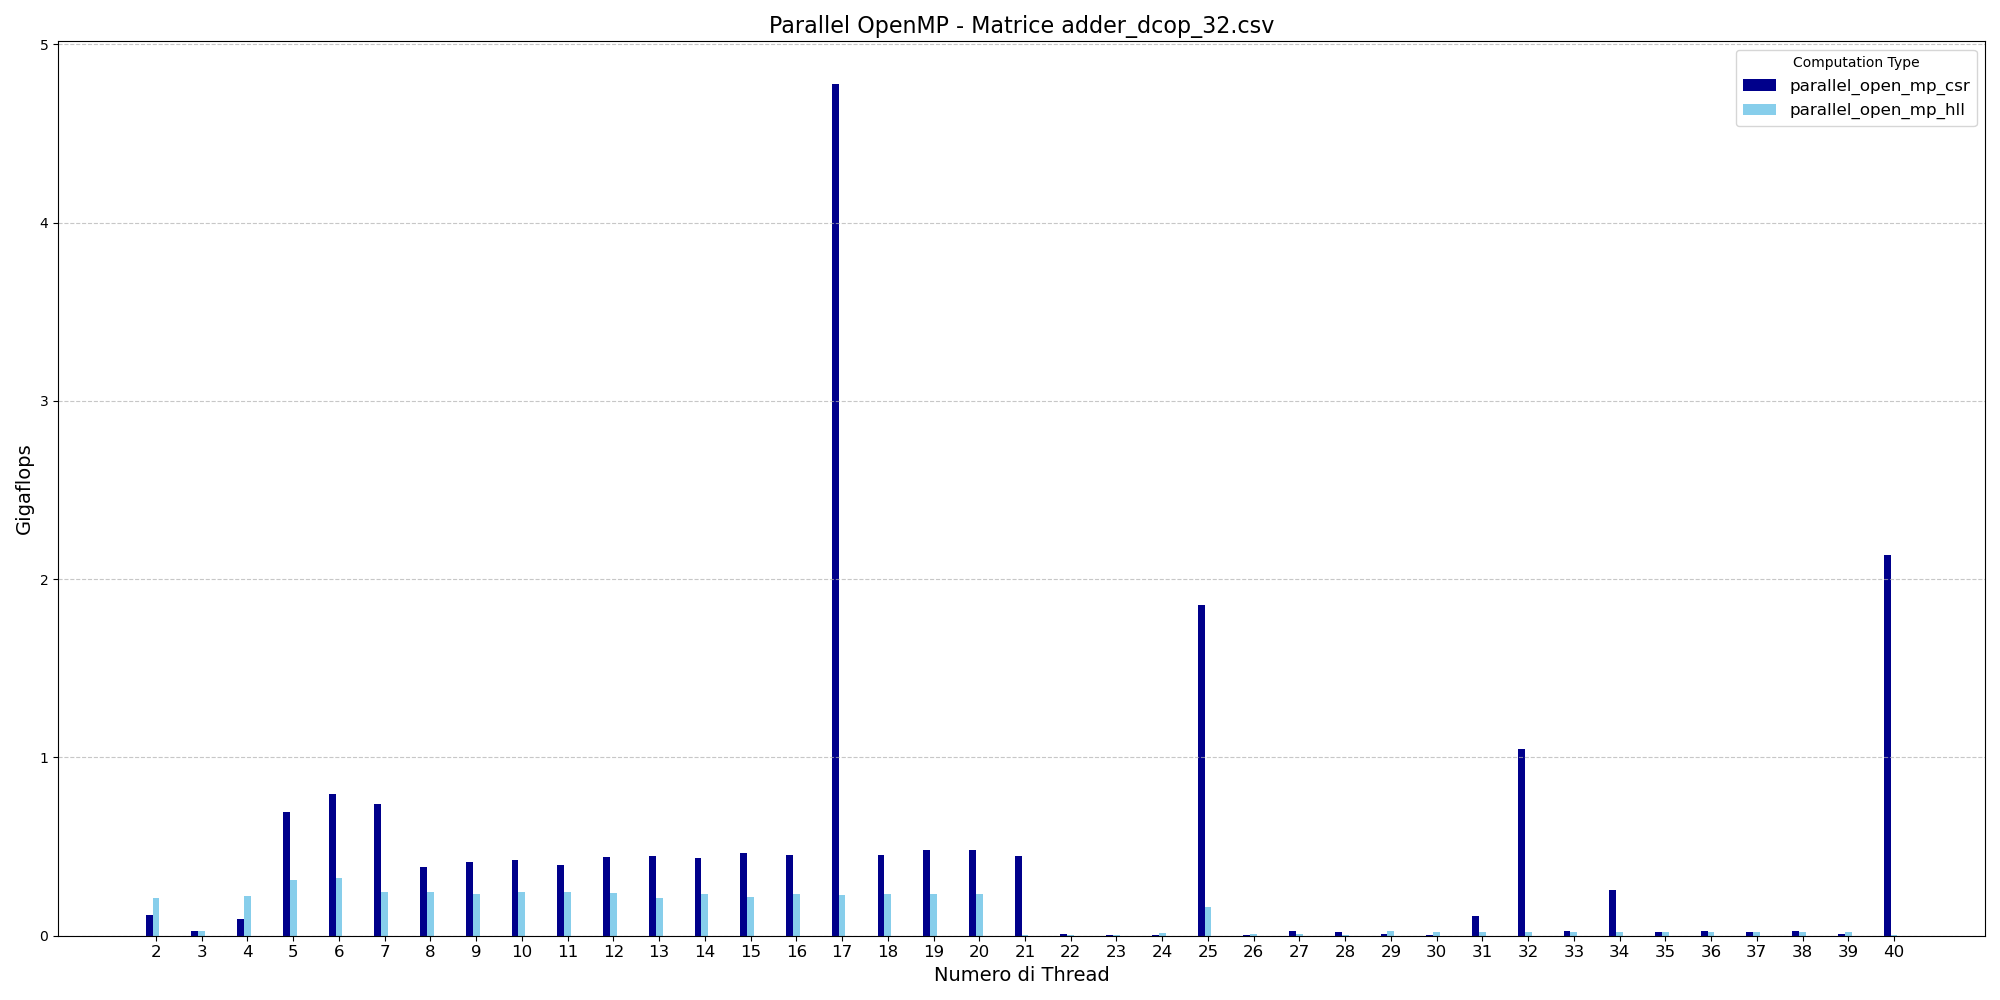 Parallel OpenMP - Matrice adder_dcop_32.csv
Computation Type
parallel_open_mp_csr
parallel_open_mp_hll
Gigaflops
5
4
3
2
1
0
2 3 4 5 6 7 8 9 10 11 12 13 14 15 16 17 18 19 20 21 22 23 24 25 26 27 28 29 30 31 32 33 34 35 36 37 38 39 40
Numero di Thread